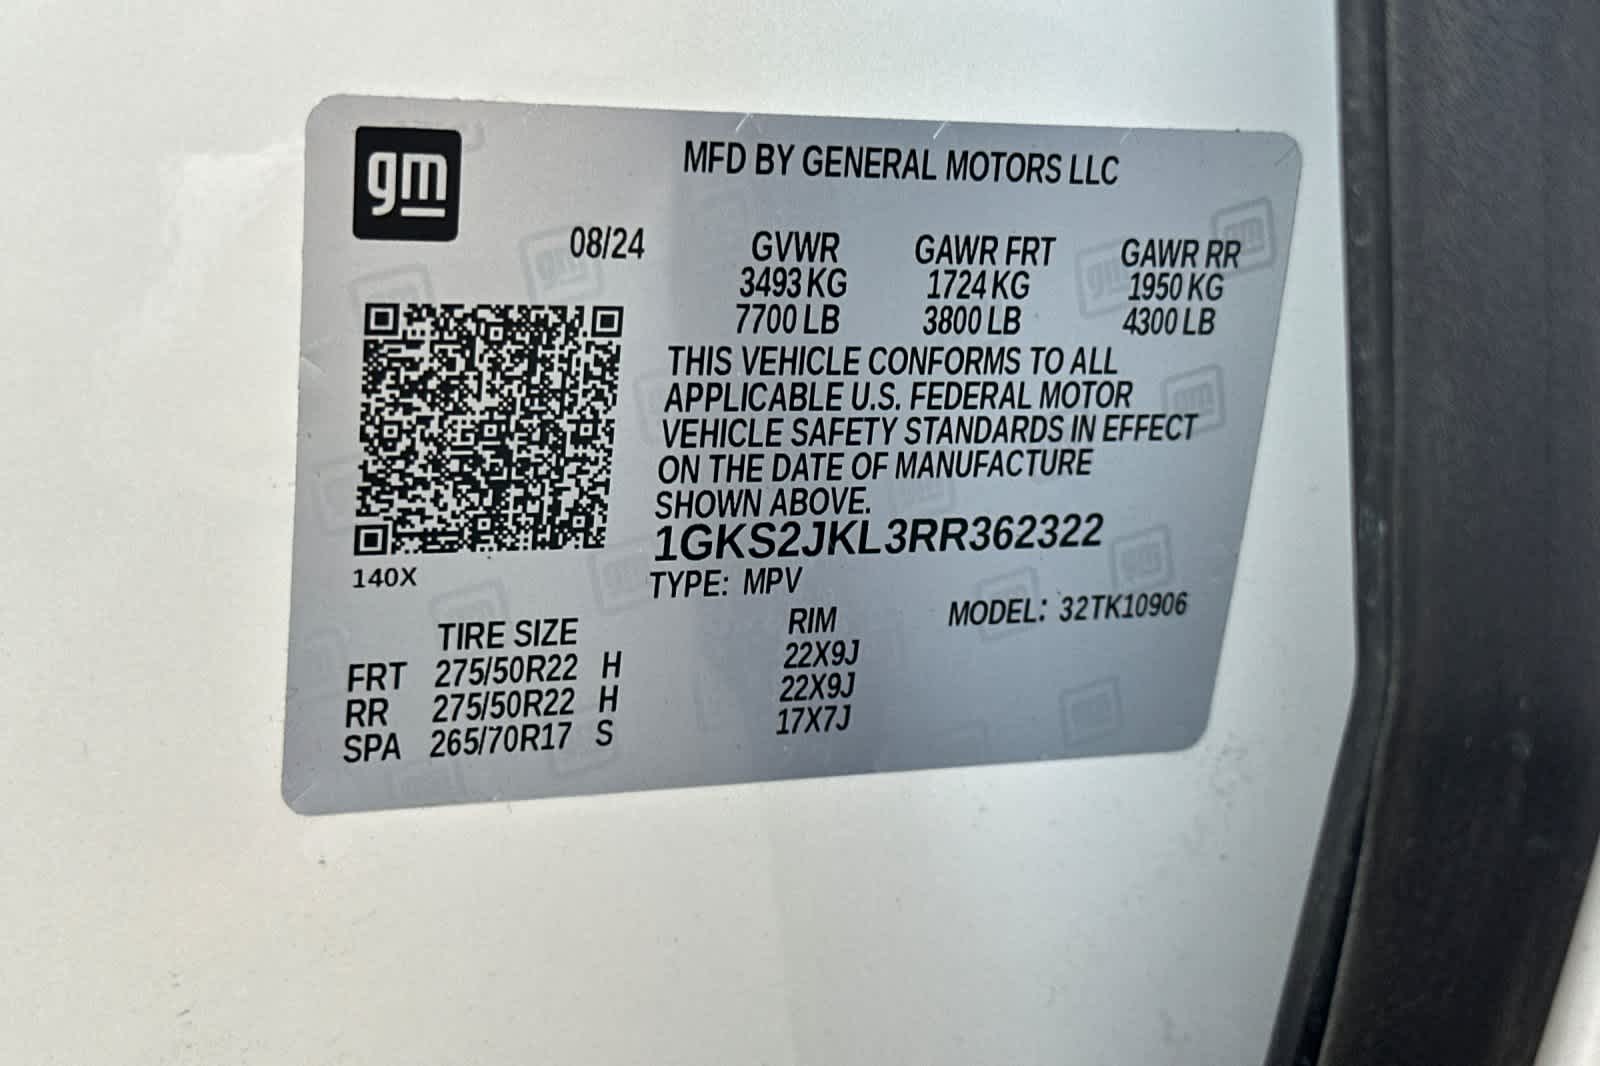 gm
MFD BY GENERAL MOTORS LLC
08/24 GVWR GAWR FRT GAWR RR
3493 KG 1724 KG 1950 KG
7700 LB 3800 LB 4300 LB
THIS VEHICLE CONFORMS TO ALL
APPLICABLE U.S. FEDERAL MOTOR
VEHICLE SAFETY STANDARDS IN EFFECT
ON THE DATE OF MANUFACTURE
SHOWN ABOVE.
1GKS2JKL3RR362322
140X
TYPE: MPV
MODEL: 32TK10906
TIRE SIZE RIM
FRT 275/50R22 H 22X9J
RR 275/50R22 H 22X9J
SPA 265/70R17 S 17X7J